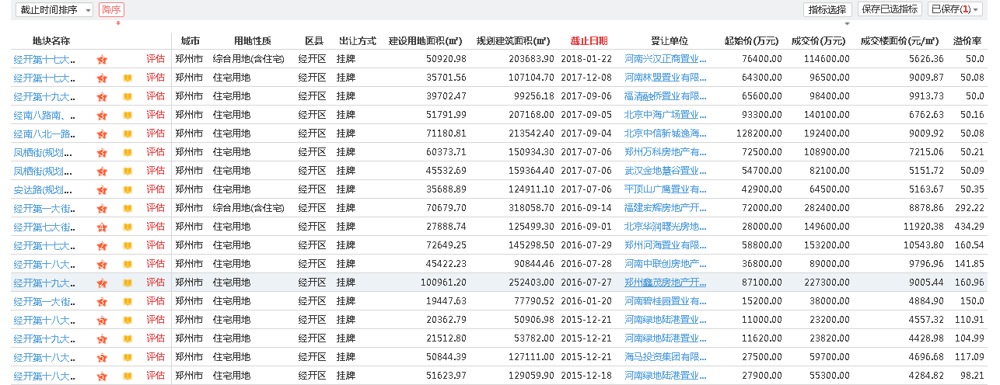 截止时间排序 降序 指标选择 保存已选指标 已保存(1)
地块名称 城市 用地性质 区县 出让方式 建设用地面积(㎡) 规划建筑面积(㎡) 截止日期 受让单位 起始价(万元) 成交价(万元) 成交楼面价(元/㎡) 溢价率
经开第十七大... 评估 郑州市 综合用地(含住宅) 经开区 挂牌 50920.98 203683.90 2018-01-22 河南兴汉正商置业... 76400.00 114600.00 5626.36 50.0
经开第十七大... 评估 郑州市 住宅用地 经开区 挂牌 35701.56 107104.70 2017-12-08 河南林盟置业有限... 64300.00 96500.00 9009.87 50.08
经开第十九大... 评估 郑州市 住宅用地 经开区 挂牌 39702.47 99256.18 2017-09-06 福清融侨置业有限... 65600.00 98400.00 9913.73 50.0
经南八路南、... 评估 郑州市 住宅用地 经开区 挂牌 51791.99 207168.00 2017-09-05 北京中海广场置业... 93300.00 140100.00 6762.63 50.16
经南八北一路... 评估 郑州市 住宅用地 经开区 挂牌 71180.81 213542.40 2017-09-04 北京中信新城逸海... 128200.00 192400.00 9009.92 50.08
凤栖街(规划... 评估 郑州市 住宅用地 经开区 挂牌 60373.71 150934.30 2017-07-06 郑州万科房地产有... 72500.00 108900.00 7215.06 50.21
凤栖街(规划... 评估 郑州市 住宅用地 经开区 挂牌 45532.69 159364.40 2017-07-06 武汉金地慧谷置业... 54700.00 82100.00 5151.72 50.09
安达路(规划... 评估 郑州市 住宅用地 经开区 挂牌 35688.89 124911.10 2017-07-06 平顶山广鹰置业有... 42900.00 64500.00 5163.67 50.35
经开第一大街... 评估 郑州市 综合用地(含住宅) 经开区 挂牌 70679.70 318058.70 2016-09-14 福建宏辉房地产开... 72000.00 282400.00 8878.86 292.22
经开第七大街... 评估 郑州市 住宅用地 经开区 挂牌 27888.74 125499.30 2016-09-01 北京华润曙光房地... 28000.00 149600.00 11920.38 434.29
经开第十七大... 评估 郑州市 住宅用地 经开区 挂牌 72649.25 145298.50 2016-07-29 郑州河海置业有限... 58800.00 153200.00 10543.80 160.54
经开第十八大... 评估 郑州市 住宅用地 经开区 挂牌 45422.23 90844.46 2016-07-28 河南中联创房地产... 36800.00 89000.00 9796.96 141.85
经开第十九大... 评估 郑州市 住宅用地 经开区 挂牌 100961.20 252403.00 2016-07-27 郑州鑫茂房地产开... 87100.00 227300.00 9005.44 160.96
经开第一大街... 评估 郑州市 住宅用地 经开区 挂牌 19447.63 77790.52 2016-01-20 河南碧桂园置业有... 15200.00 38000.00 4884.90 150.0
经开第十八大... 评估 郑州市 住宅用地 经开区 挂牌 20362.79 50906.98 2015-12-21 河南绿地陆港置业... 11000.00 23200.00 4557.32 110.91
经开第十九大... 评估 郑州市 住宅用地 经开区 挂牌 21512.80 53782.00 2015-12-21 河南绿地陆港置业... 11620.00 23820.00 4428.98 104.99
经开第十八大... 评估 郑州市 住宅用地 经开区 挂牌 50844.39 127111.00 2015-12-21 海马投资集团有限... 27500.00 59700.00 4696.68 117.09
经开第十八大... 评估 郑州市 住宅用地 经开区 挂牌 51623.97 129059.90 2015-12-18 河南绿地陆港置业... 27900.00 55300.00 4284.82 98.21